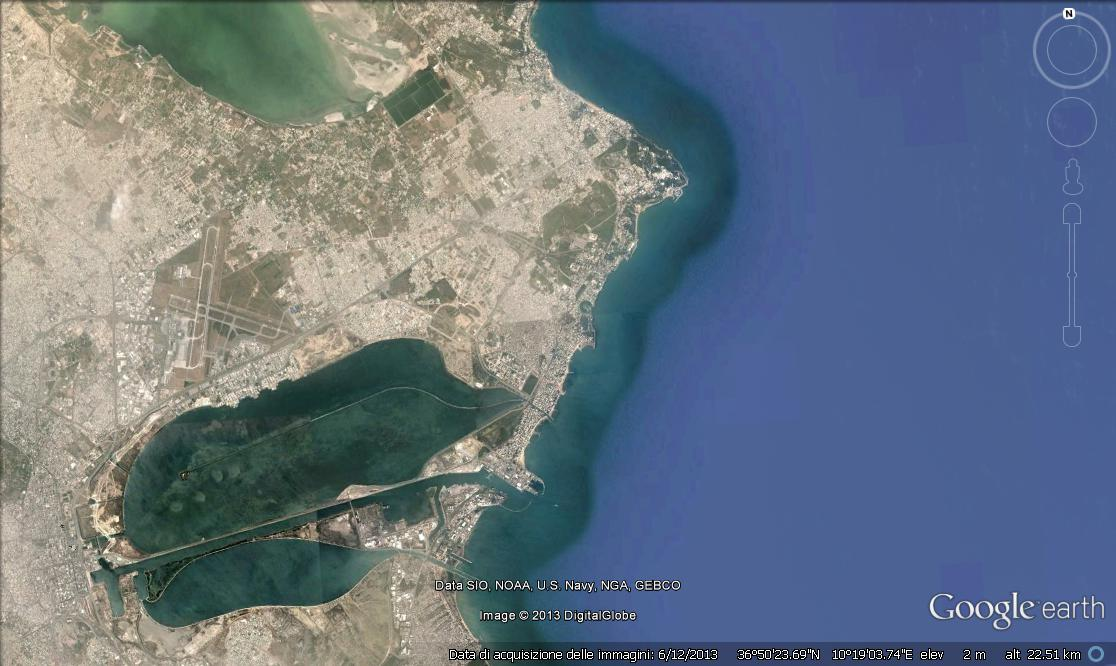 N
Data SIO, NOAA, U.S. Navy, NGA, GEBCO
Image © 2013 DigitalGlobe
Google earth
Data di acquisizione delle immagini: 6/12/2013 36°50'23.69"N 10°19'03.74"E elev 2 m alt 22.51 km